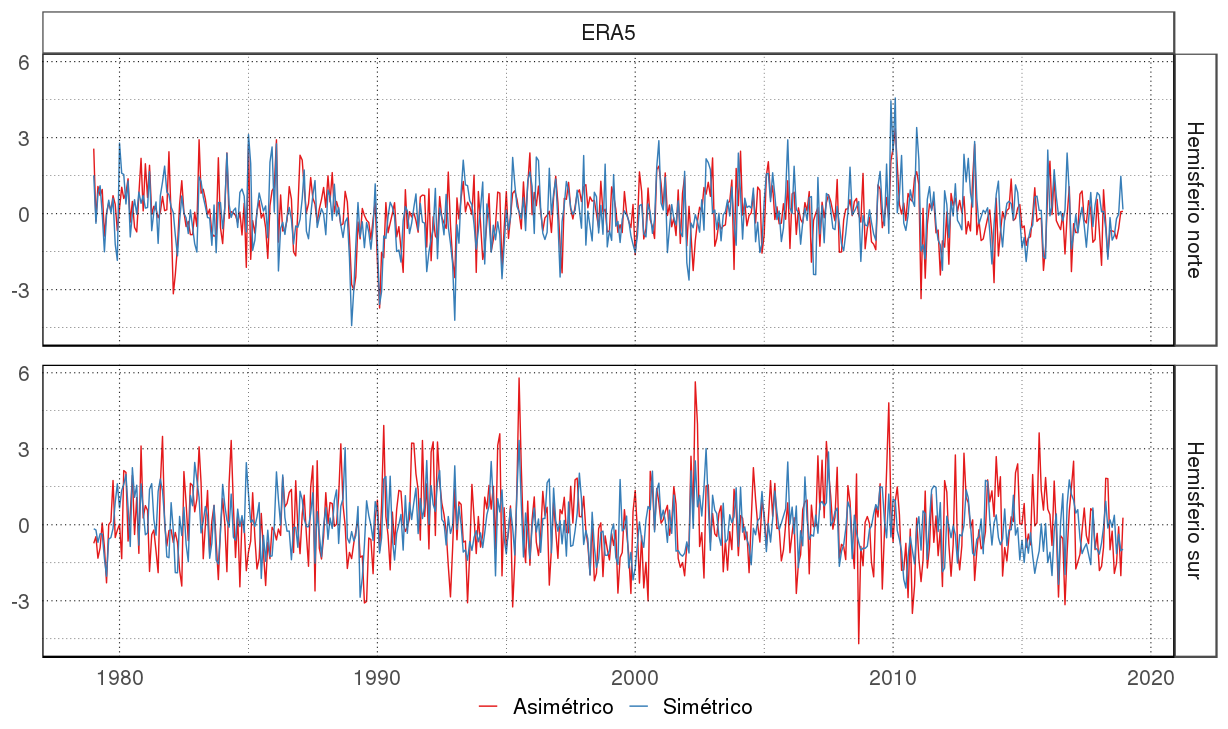 ERA5
6
3
0
-3
Hemisferio norte
6
3
0
-3
Hemisferio sur
1980 1990 2000 2010 2020
Asimétrico Simétrico